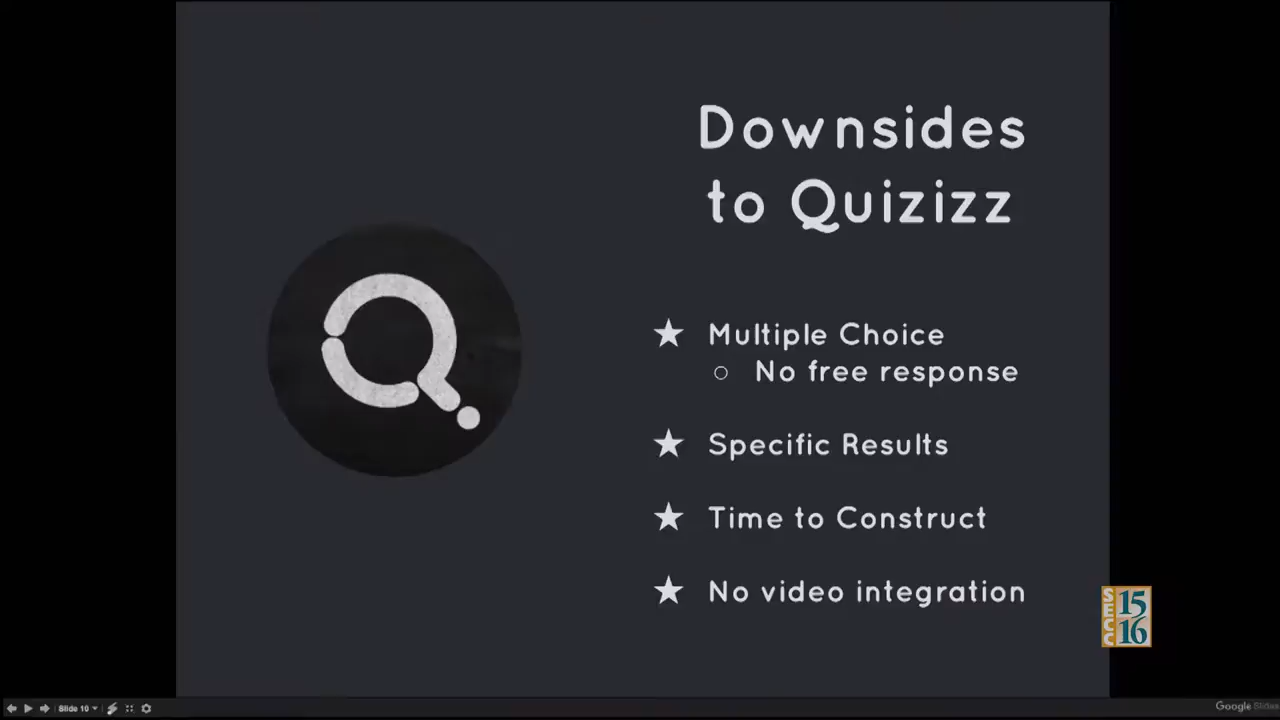 Downsides
to Quizizz
★ Multiple Choice
○ No free response
★ Specific Results
★ Time to Construct
★ No video integration
SECC
15
16
Slide 10
Google Slides